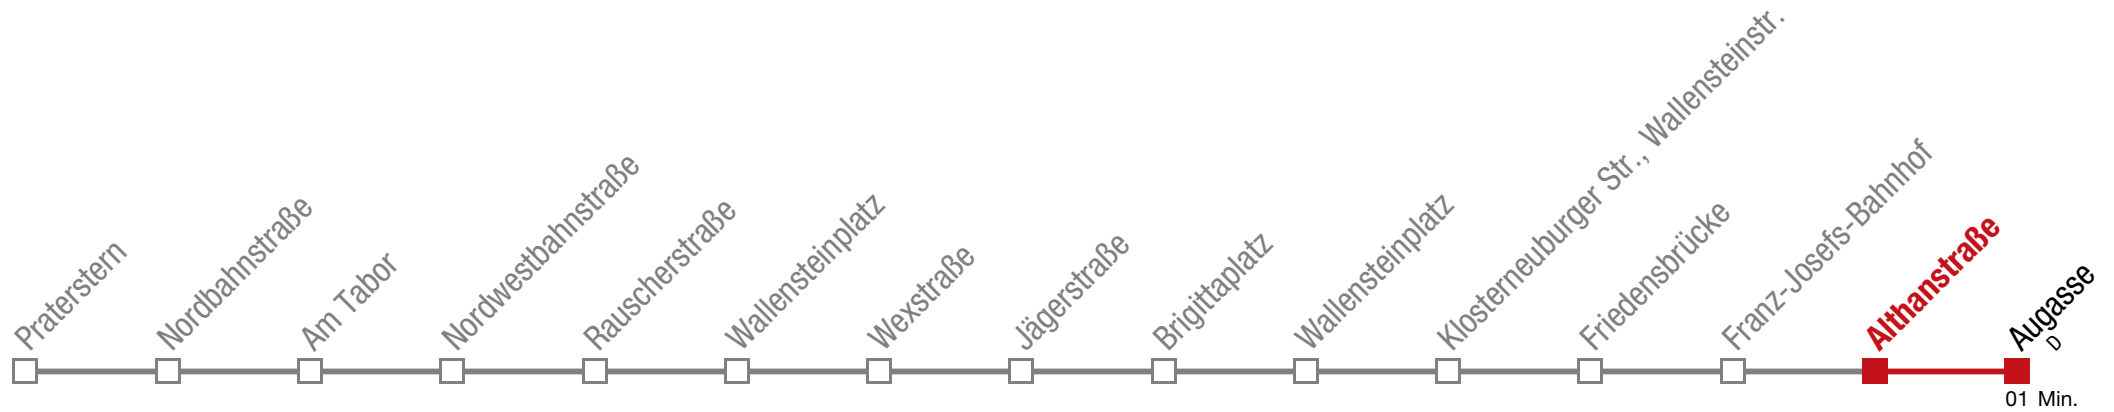 Praterstern
Nordbahnstraße
Am Tabor
Nordwestbahnstraße
Rauscherstraße
Wallensteinplatz
Wexstraße
Jägerstraße
Brigittaplatz
Wallensteinplatz
Klosterneuburger Str., Wallensteinstr.
Friedensbrücke
Franz-Josefs-Bahnhof
Althanstraße
Augasse
D
01 Min.